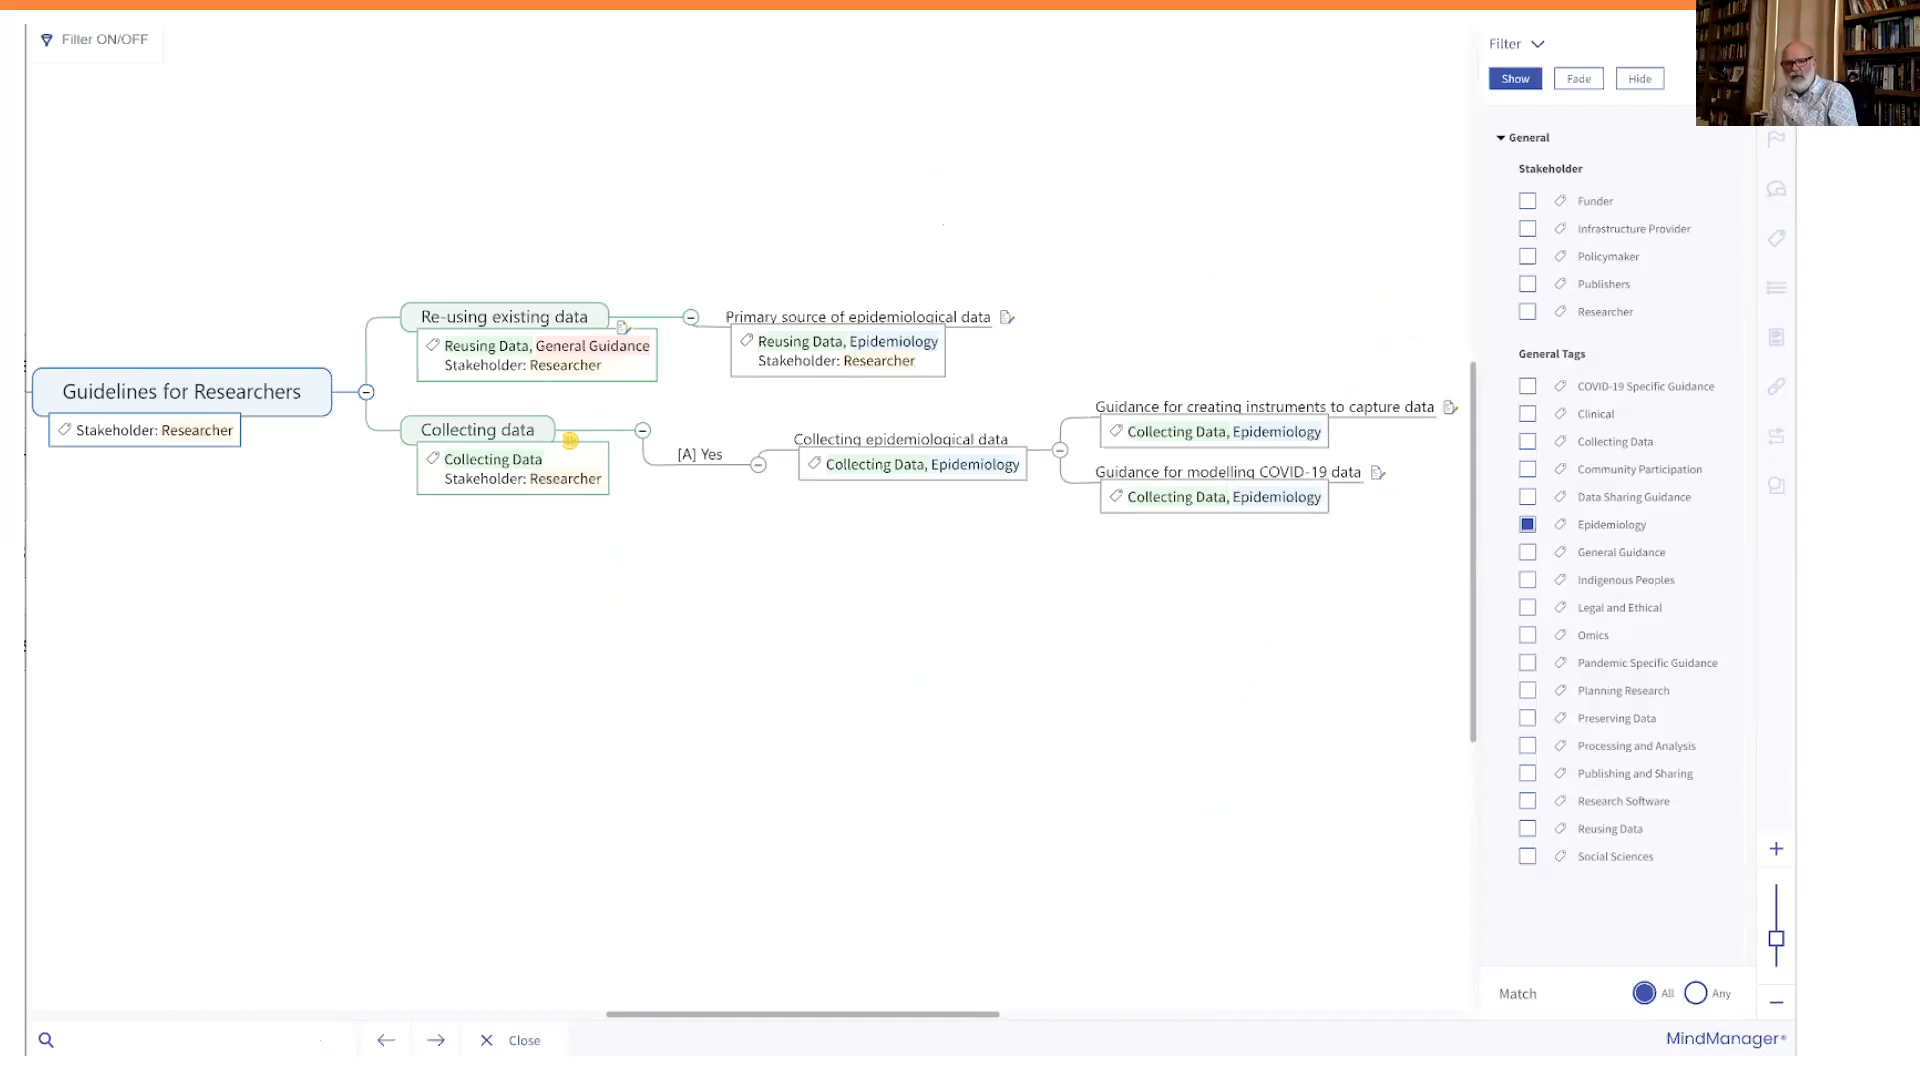 Filter ON/OFF
Guidelines for Researchers
Stakeholder: Researcher
Re-using existing data
Reusing Data, General Guidance
Stakeholder: Researcher
Primary source of epidemiological data
Reusing Data, Epidemiology
Stakeholder: Researcher
Collecting data
Collecting Data
Stakeholder: Researcher
[A] Yes
Collecting epidemiological data
Collecting Data, Epidemiology
Guidance for creating instruments to capture data
Collecting Data, Epidemiology
Guidance for modelling COVID-19 data
Collecting Data, Epidemiology
Filter
Show Fade Hide
General
Stakeholder
Funder
Infrastructure Provider
Policymaker
Publishers
Researcher
General Tags
COVID-19 Specific Guidance
Clinical
Collecting Data
Community Participation
Data Sharing Guidance
Epidemiology
General Guidance
Indigenous Peoples
Legal and Ethical
Omics
Pandemic Specific Guidance
Planning Research
Preserving Data
Processing and Analysis
Publishing and Sharing
Research Software
Reusing Data
Social Sciences
Match All Any
Close
MindManager®